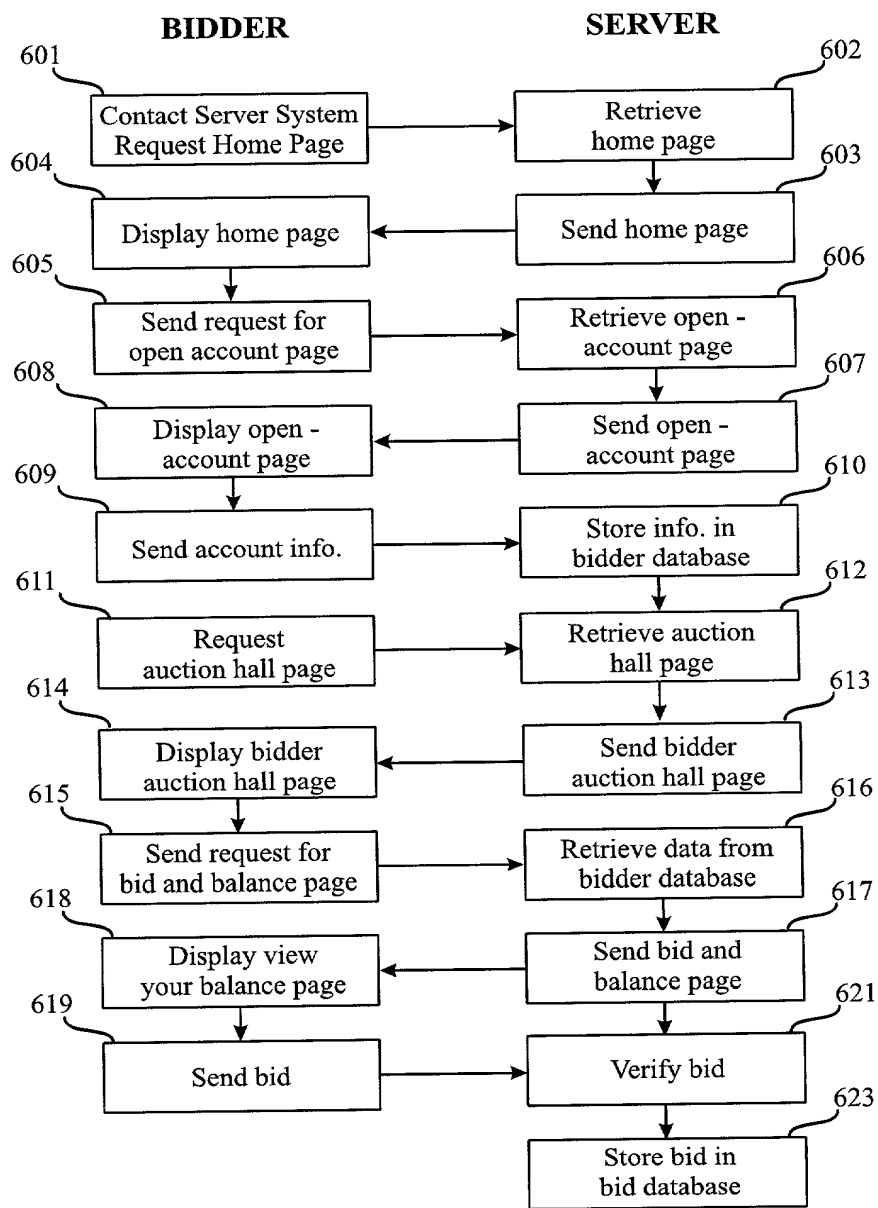 BIDDER
SERVER
601
602
Contact Server System
Request Home Page
Retrieve
home page
604
603
Display home page
Send home page
605
606
Send request for
open account page
Retrieve open -
account page
608
607
Display open -
account page
Send open -
account page
609
610
Send account info.
Store info. in
bidder database
611
612
Request
auction hall page
Retrieve auction
hall page
614
613
Display bidder
auction hall page
Send bidder
auction hall page
615
616
Send request for
bid and balance page
Retrieve data from
bidder database
618
617
Display view
your balance page
Send bid and
balance page
619
621
Send bid
Verify bid
623
Store bid in
bid database